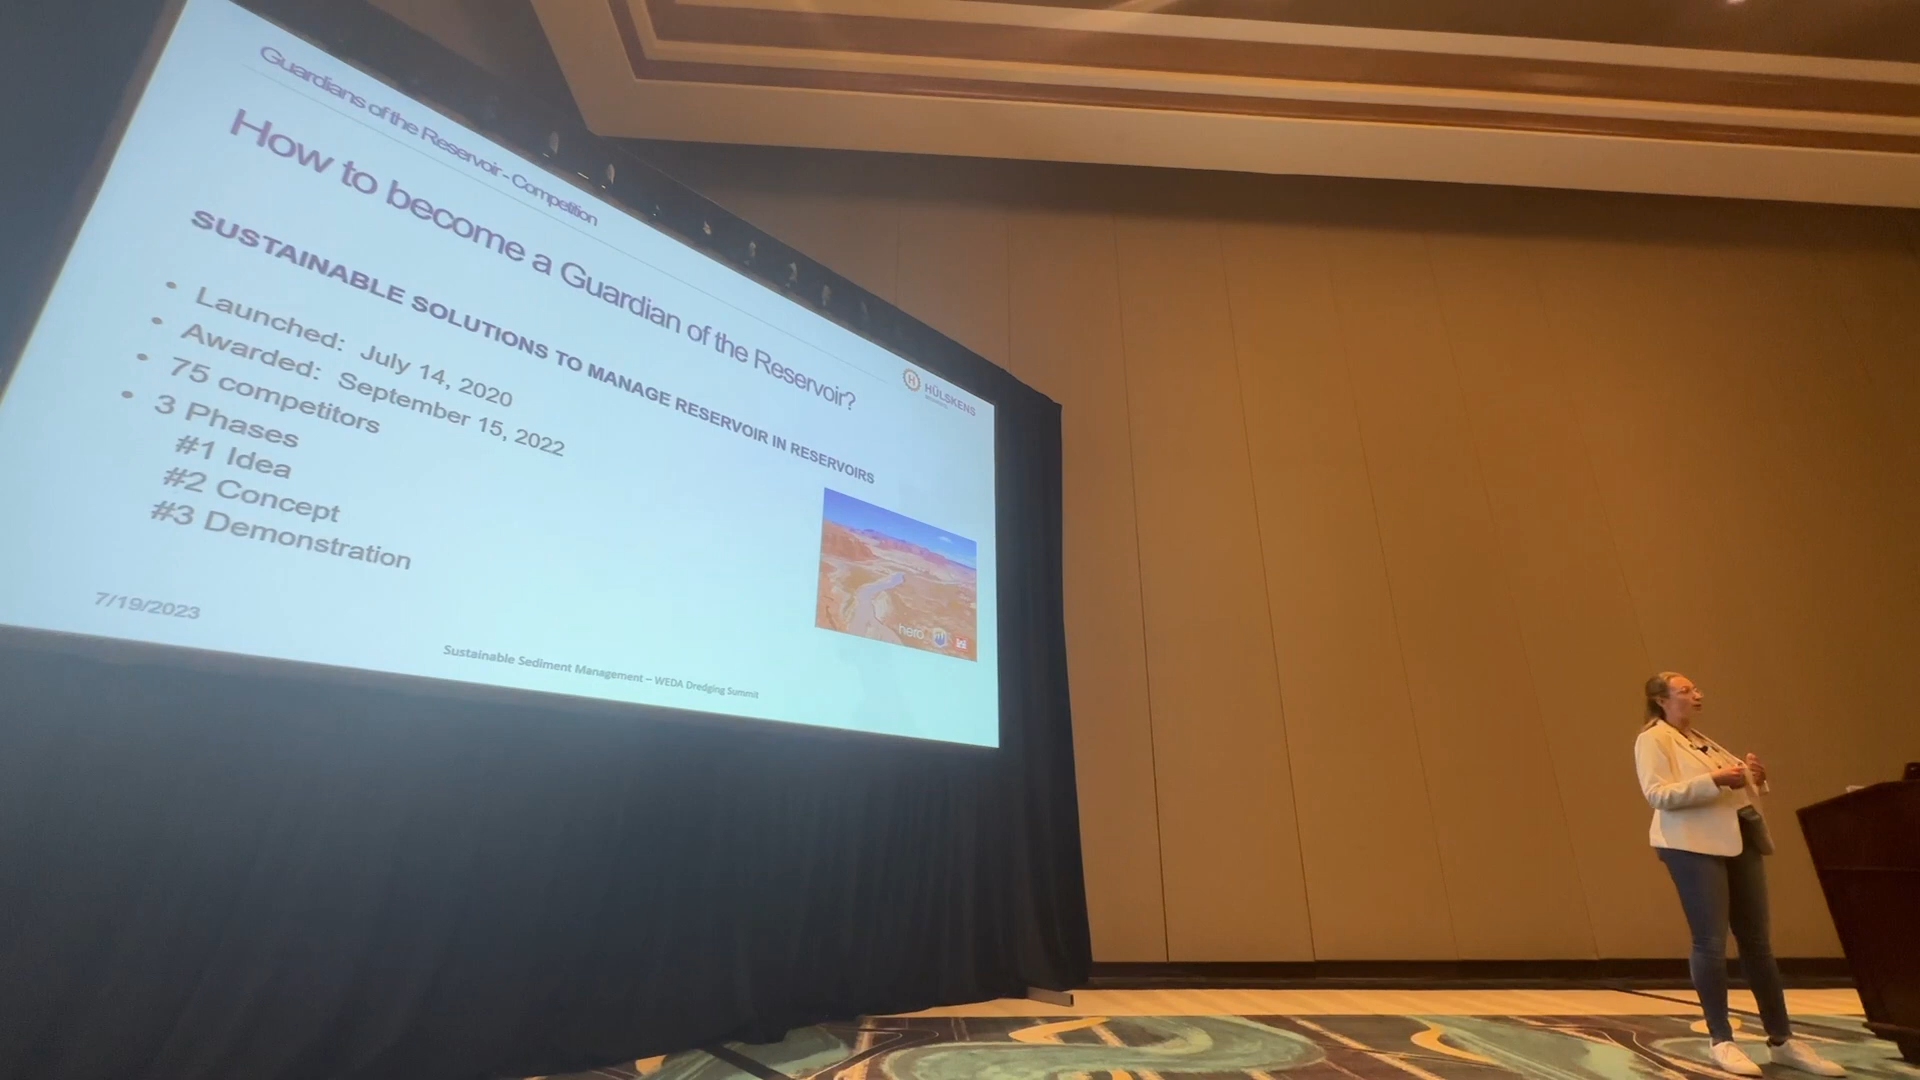 Guardians of the Reservoir - Competition
How to become a Guardian of the Reservoir?
HÜLSKENS
SUSTAINABLE SOLUTIONS TO MANAGE RESERVOIR IN RESERVOIRS
• Launched: July 14, 2020
• Awarded: September 15, 2022
• 75 competitors
• 3 Phases
#1 Idea
#2 Concept
#3 Demonstration
hero
7/19/2023
Sustainable Sediment Management – WEDA Dredging Summit